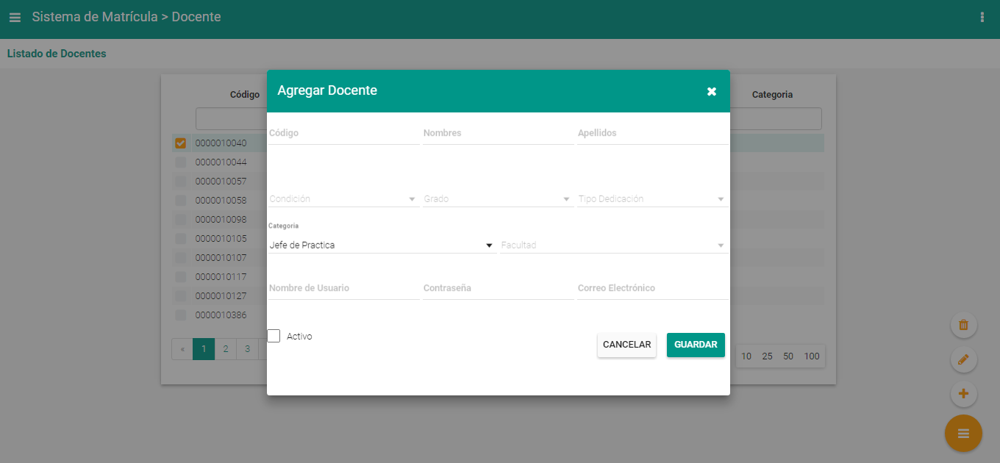 Sistema de Matrícula > Docente
Listado de Docentes
Código
Categoria
Agregar Docente
Código Nombres Apellidos
Condición Grado Tipo Dedicación
Categoria
Jefe de Practica Facultad
Nombre de Usuario Contraseña Correo Electrónico
Activo
CANCELAR GUARDAR
0000010040
0000010044
0000010057
0000010058
0000010098
0000010105
0000010107
0000010117
0000010127
0000010386
« 1 2 3
10 25 50 100